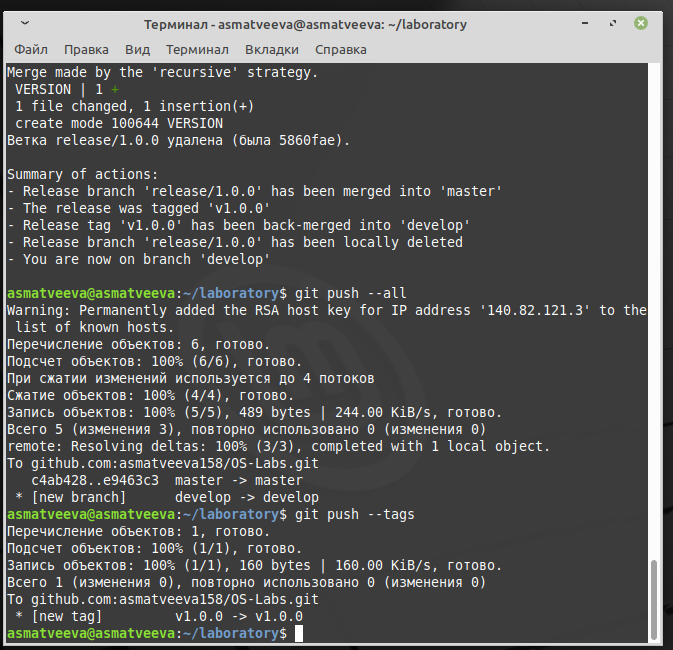 Терминал - asmatveeva@asmatveeva: ~/laboratory
Файл Правка Вид Терминал Вкладки Справка
Merge made by the 'recursive' strategy.
 VERSION | 1 +
 1 file changed, 1 insertion(+)
 create mode 100644 VERSION
Ветка release/1.0.0 удалена (была 5860fae).

Summary of actions:
- Release branch 'release/1.0.0' has been merged into 'master'
- The release was tagged 'v1.0.0'
- Release tag 'v1.0.0' has been back-merged into 'develop'
- Release branch 'release/1.0.0' has been locally deleted
- You are now on branch 'develop'

asmatveeva@asmatveeva:~/laboratory$ git push --all
Warning: Permanently added the RSA host key for IP address '140.82.121.3' to the
 list of known hosts.
Перечисление объектов: 6, готово.
Подсчет объектов: 100% (6/6), готово.
При сжатии изменений используется до 4 потоков
Сжатие объектов: 100% (4/4), готово.
Запись объектов: 100% (5/5), 489 bytes | 244.00 KiB/s, готово.
Всего 5 (изменения 3), повторно использовано 0 (изменения 0)
remote: Resolving deltas: 100% (3/3), completed with 1 local object.
To github.com:asmatveeva158/OS-Labs.git
   c4ab428..e9463c3  master -> master
 * [new branch]      develop -> develop
asmatveeva@asmatveeva:~/laboratory$ git push --tags
Перечисление объектов: 1, готово.
Подсчет объектов: 100% (1/1), готово.
Запись объектов: 100% (1/1), 160 bytes | 160.00 KiB/s, готово.
Всего 1 (изменения 0), повторно использовано 0 (изменения 0)
To github.com:asmatveeva158/OS-Labs.git
 * [new tag]         v1.0.0 -> v1.0.0
asmatveeva@asmatveeva:~/laboratory$